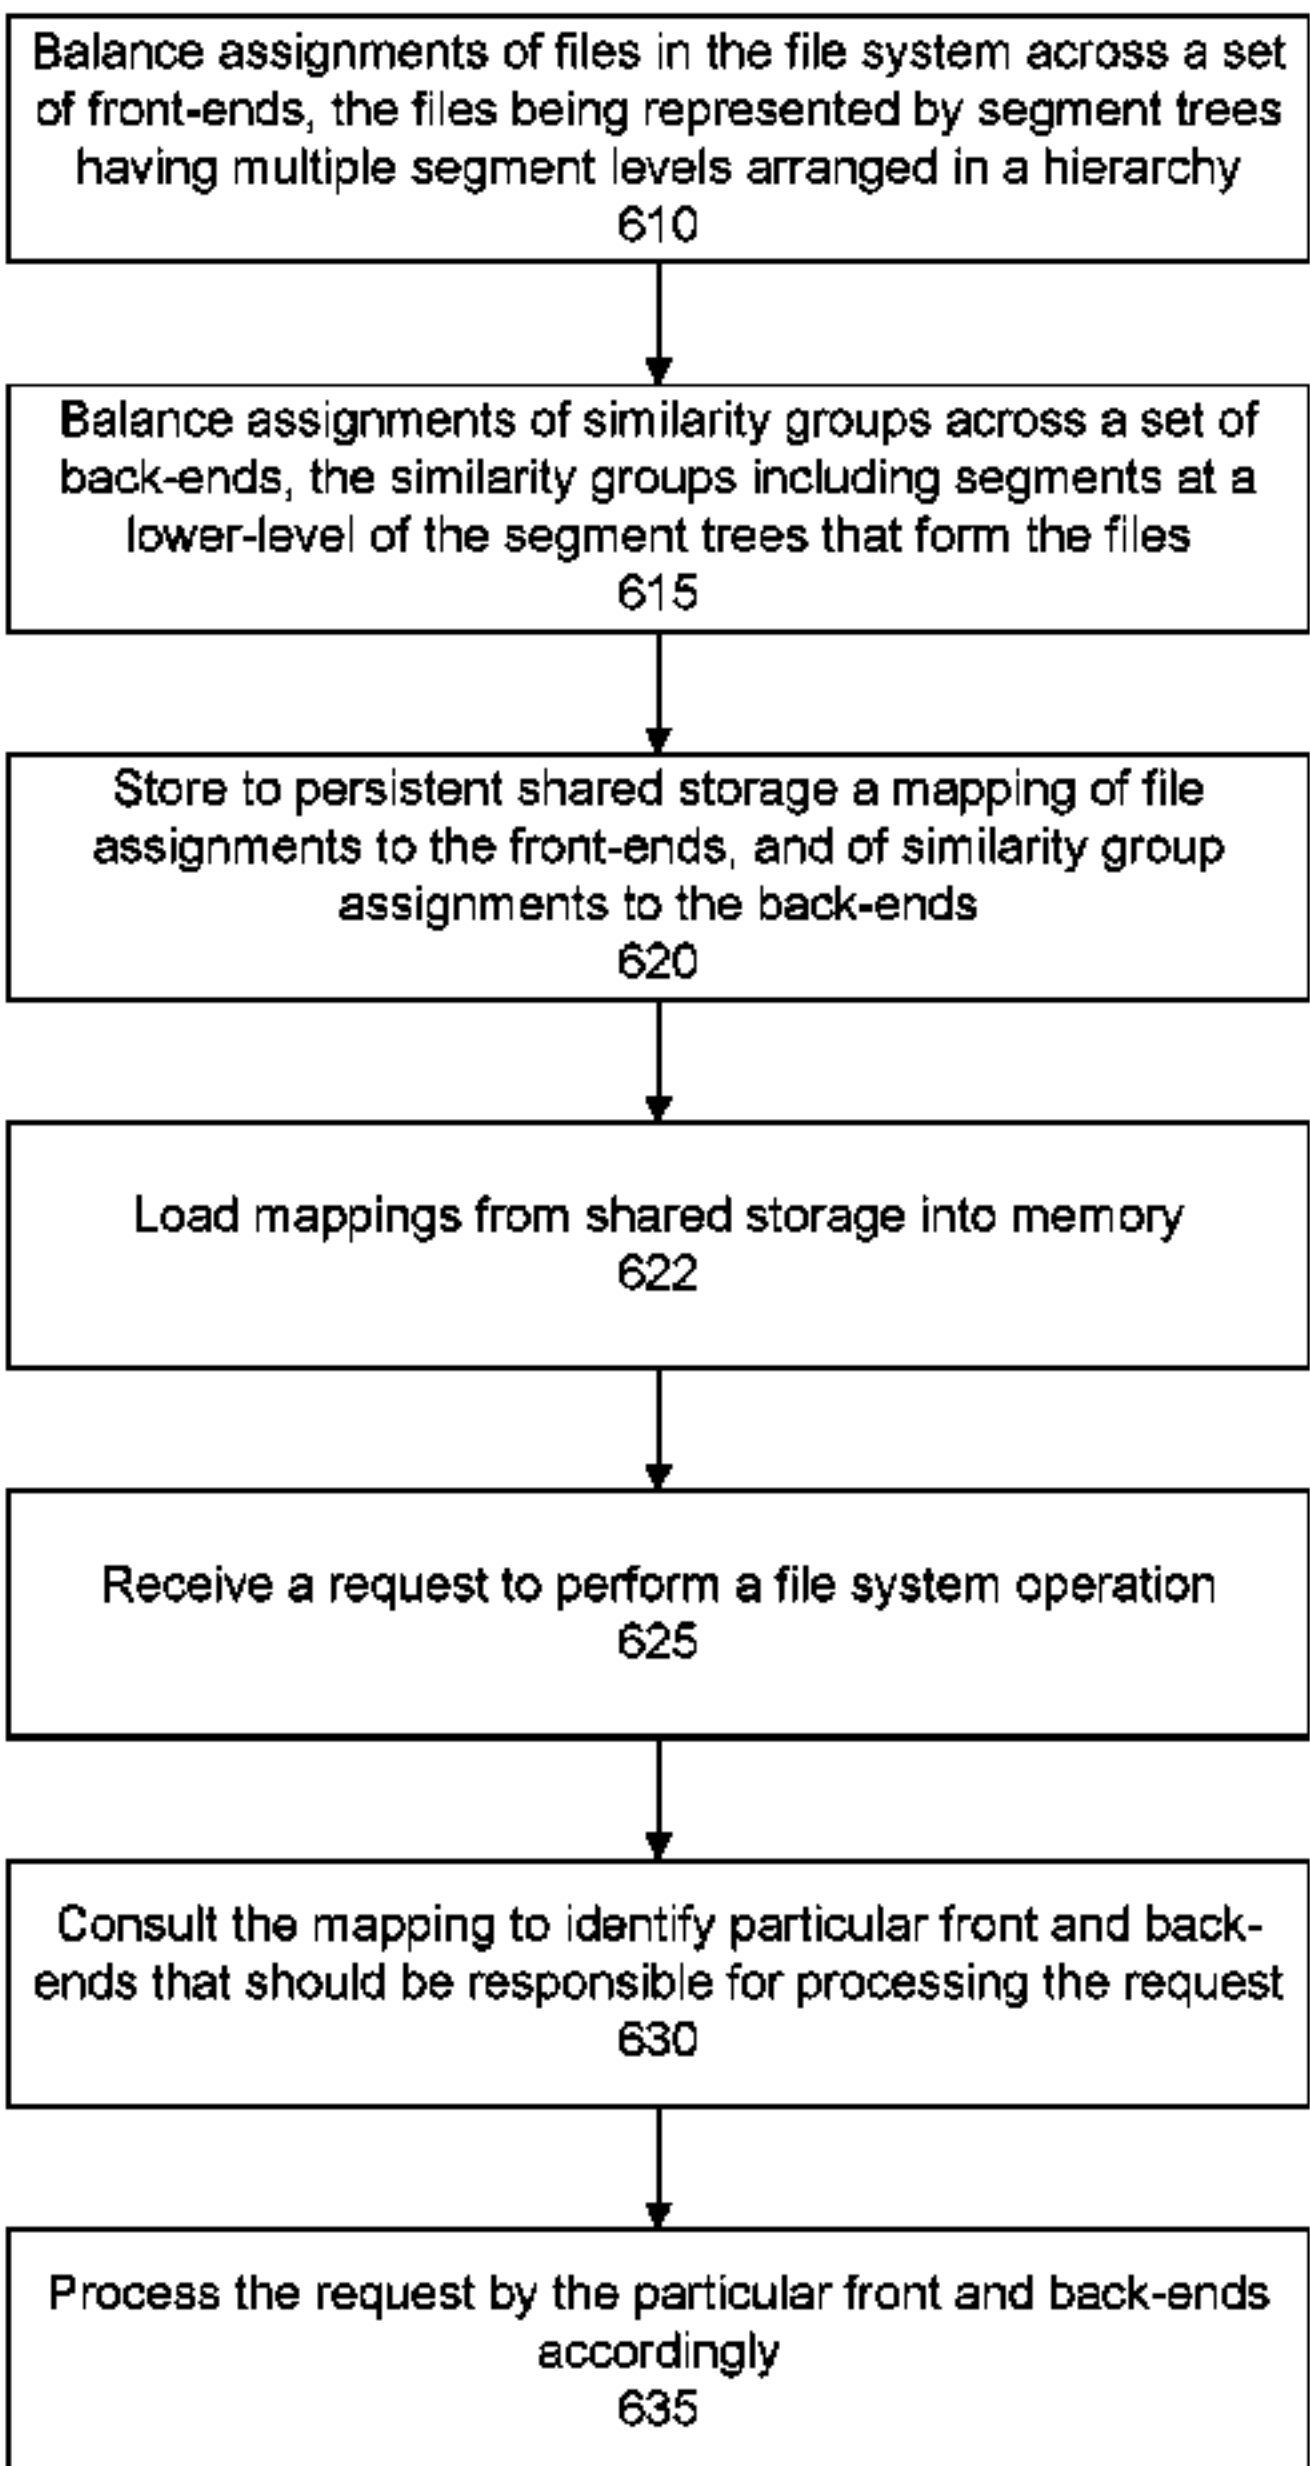 Balance assignments of files in the file system across a set
of front-ends, the files being represented by segment trees
having multiple segment levels arranged in a hierarchy
610
Balance assignments of similarity groups across a set of
back-ends, the similarity groups including segments at a
lower-level of the segment trees that form the files
615
Store to persistent shared storage a mapping of file
assignments to the front-ends, and of similarity group
assignments to the back-ends
620
Load mappings from shared storage into memory
622
Receive a request to perform a file system operation
625
Consult the mapping to identify particular front and back-
ends that should be responsible for processing the request
630
Process the request by the particular front and back-ends
accordingly
635